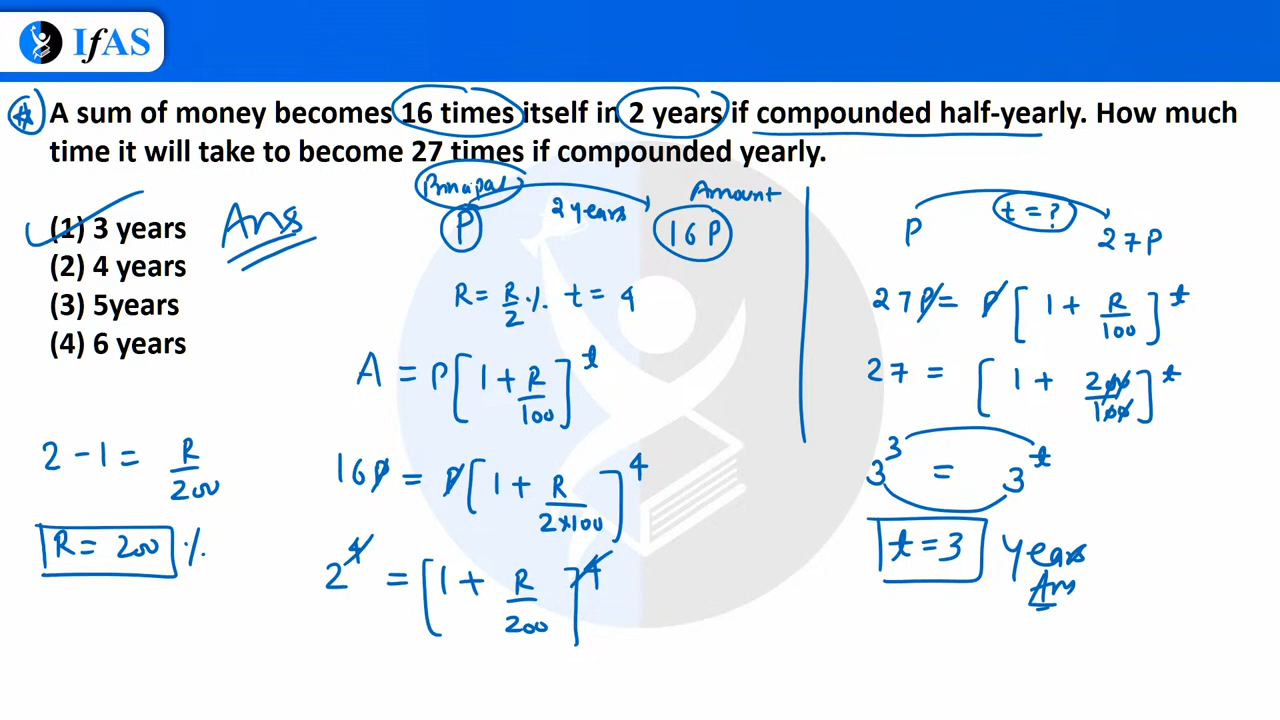 IfAS
# A sum of money becomes 16 times itself in 2 years if compounded half-yearly. How much
time it will take to become 27 times if compounded yearly.
(1) 3 years
(2) 4 years
(3) 5years
(4) 6 years
Ans
Principal
2 years
Amount
P
16 P
R = R/2 % t = 4
A = P[1 + R/100]^t
16P = P[1 + R/(2×100)]^4
2^4 = [1 + R/200]^4
2 - 1 = R/200
R = 200 %
P t = ? 27P
27P = P[1 + R/100]^t
27 = [1 + 200/100]^t
3^3 = 3^t
t = 3 years
Ans